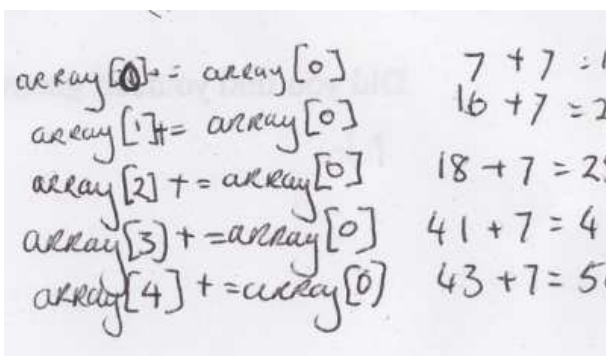 array[0]+= array[0] 7 + 7 = 1
array[1]+= array[0] 16 + 7 = 2
array[2] += array[0] 18 + 7 = 25
array[3] += array[0] 41 + 7 = 4
array[4] += array[0] 43 + 7 = 5